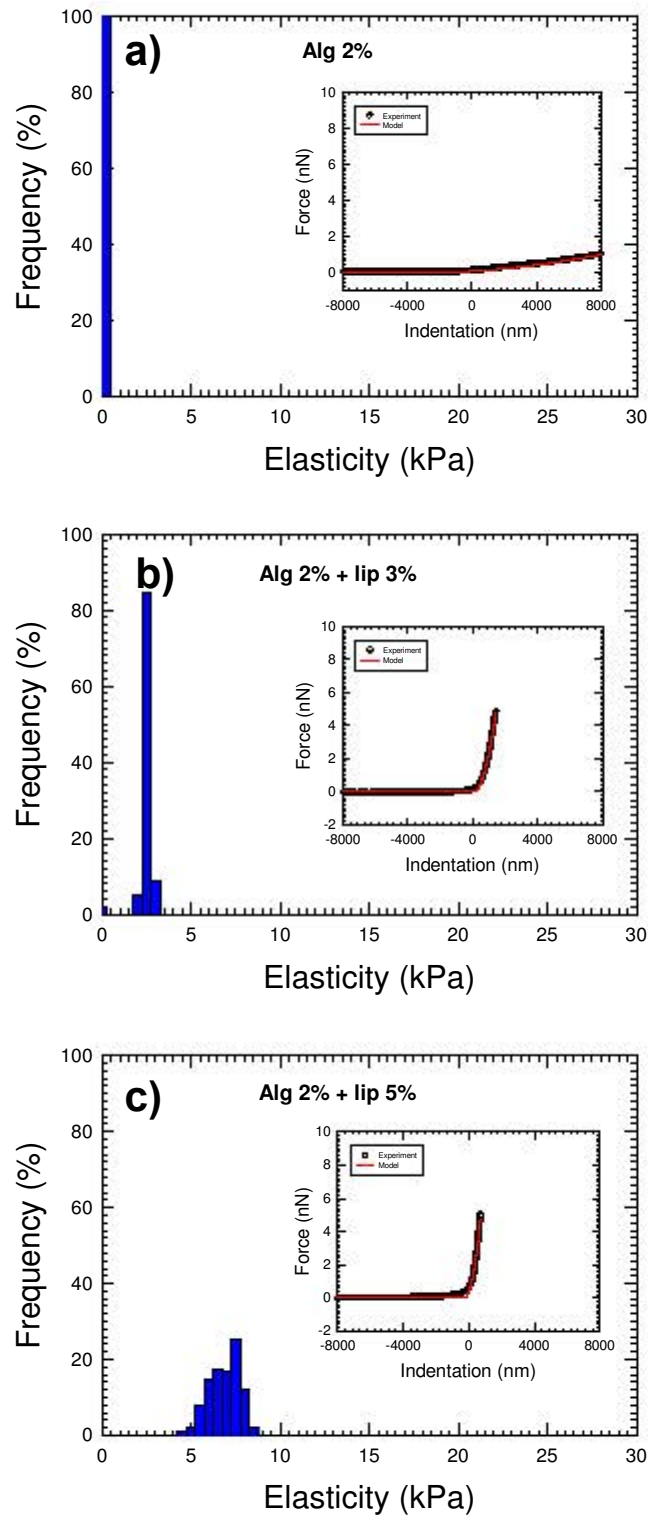 a)
Alg 2%
100
80
60
40
20
0
Frequency (%)
10
8
6
4
2
0
Force (nN)
Experiment
Model
-8000 -4000 0 4000 8000
Indentation (nm)
0 5 10 15 20 25 30
Elasticity (kPa)
b)
Alg 2% + lip 3%
100
80
60
40
20
0
Frequency (%)
10
8
6
4
2
0
-2
Force (nN)
Experiment
Model
-8000 -4000 0 4000 8000
Indentation (nm)
0 5 10 15 20 25 30
Elasticity (kPa)
c)
Alg 2% + lip 5%
100
80
60
40
20
0
Frequency (%)
10
8
6
4
2
0
-2
Force (nN)
Experiment
Model
-8000 -4000 0 4000 8000
Indentation (nm)
0 5 10 15 20 25 30
Elasticity (kPa)